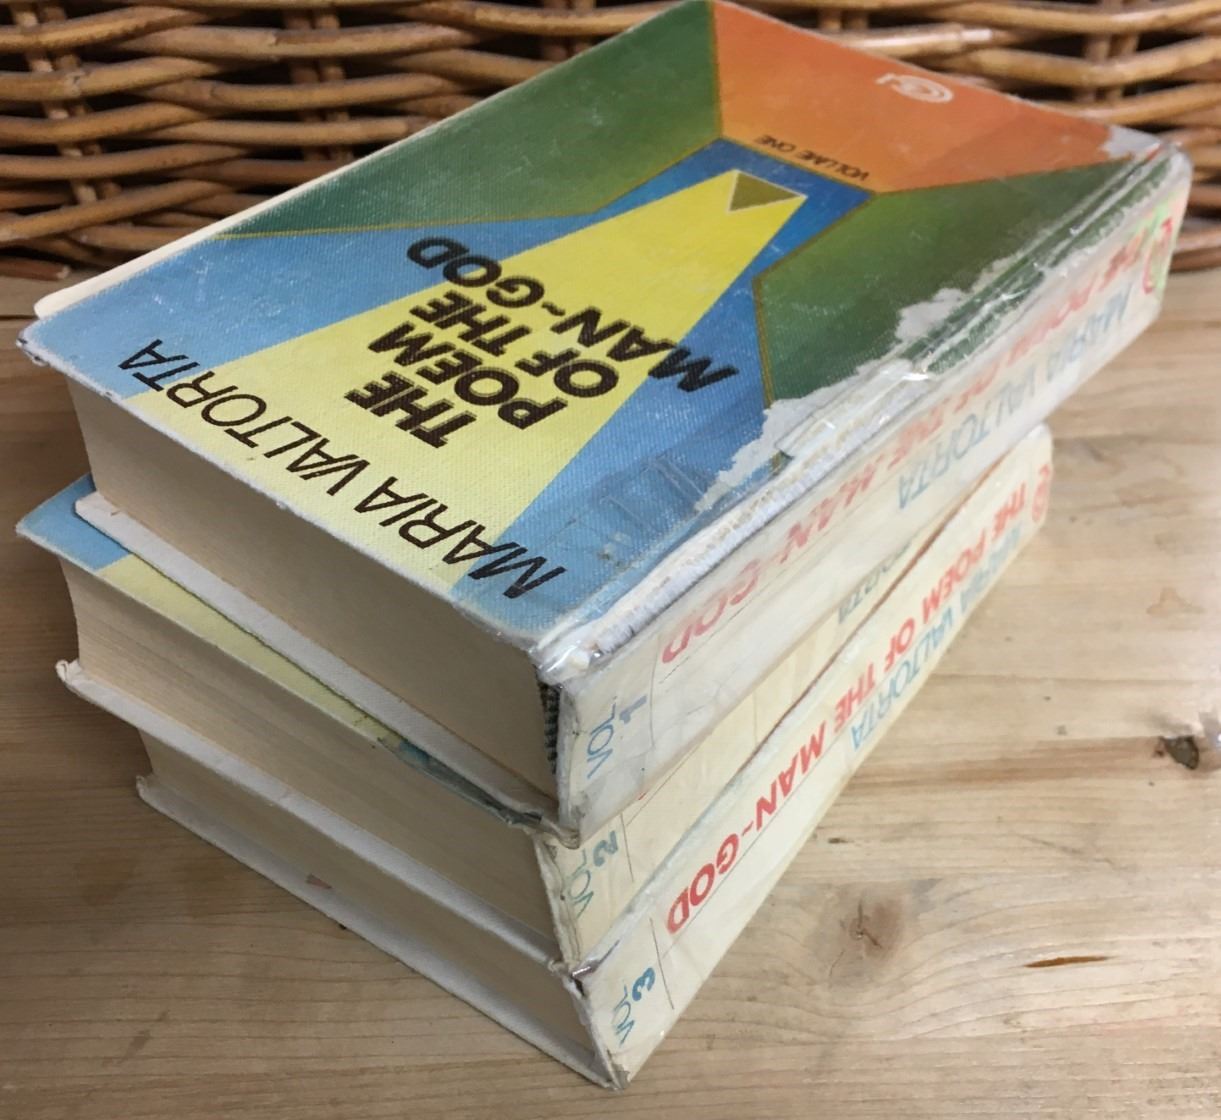 MARIA VALTORTA
THE
POEM
OF THE
MAN-GOD
VOLUME ONE
MARIA VALTORTA
THE POEM OF THE MAN-GOD
VOL.
1
VOL.
2
MARIA VALTORTA
THE POEM OF THE MAN-GOD
VOL.
3